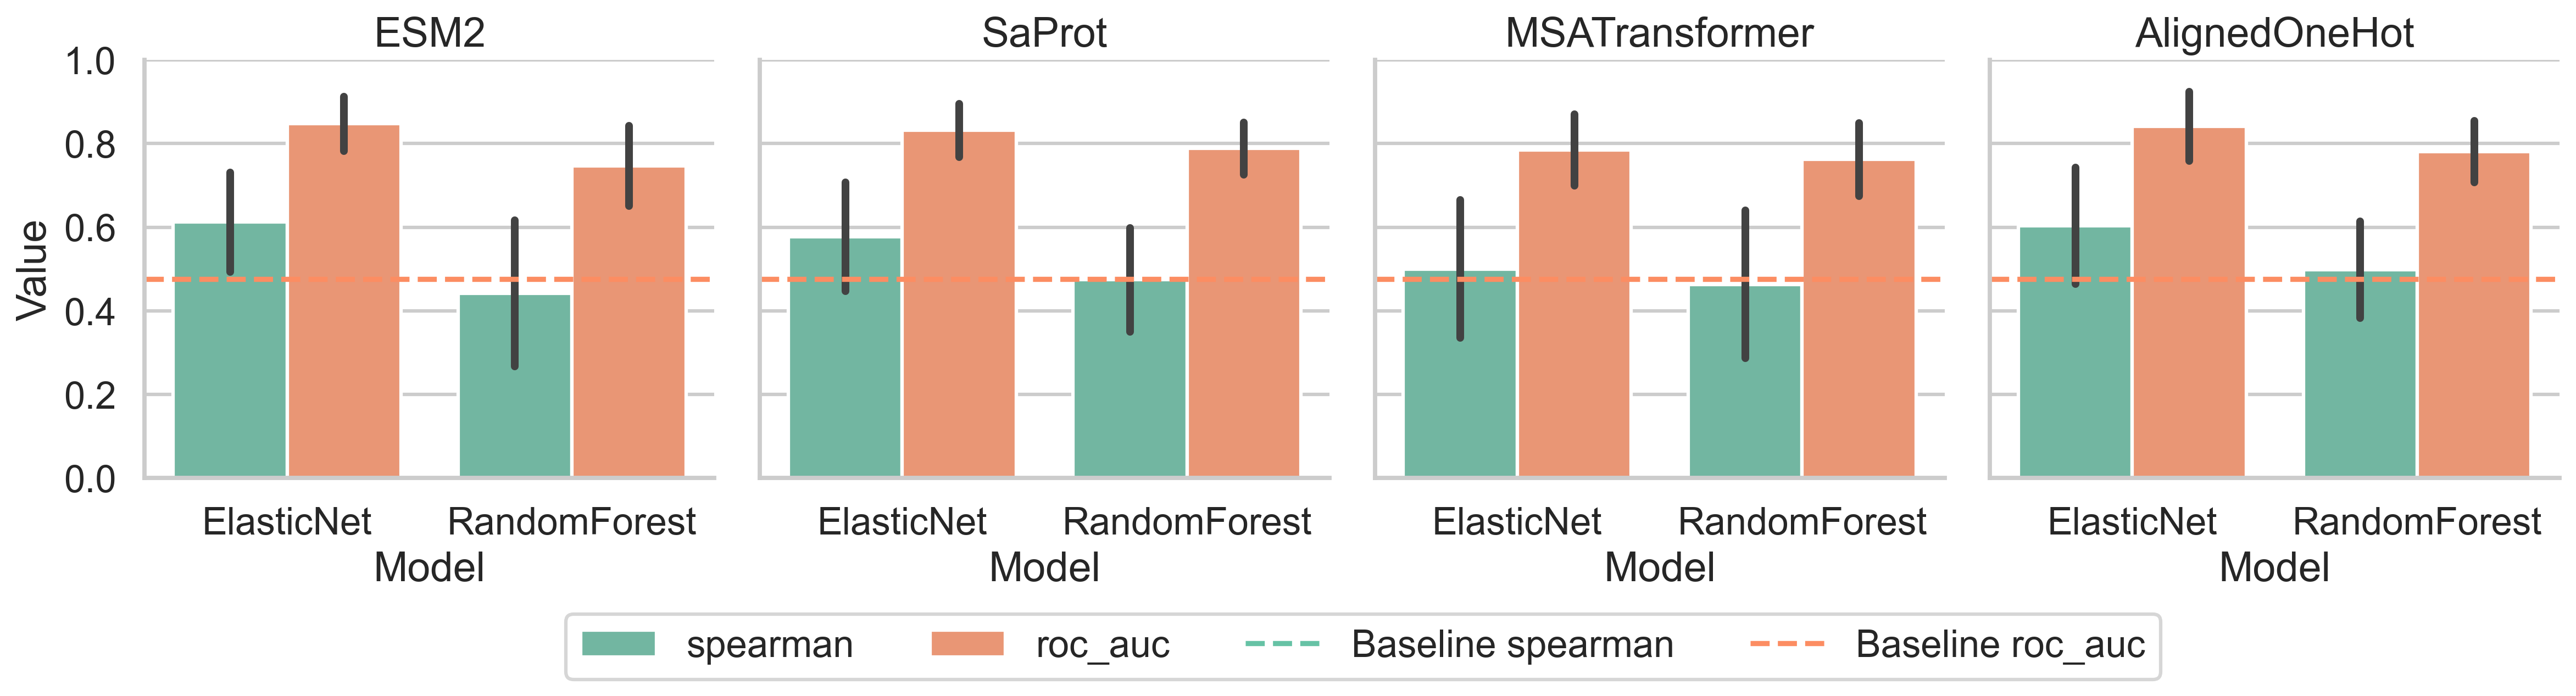 ESM2 SaProt MSATransformer AlignedOneHot
1.0
0.8
0.6
0.4
0.2
0.0
Value
ElasticNet RandomForest ElasticNet RandomForest ElasticNet RandomForest ElasticNet RandomForest
Model Model Model Model
spearman roc_auc Baseline spearman Baseline roc_auc